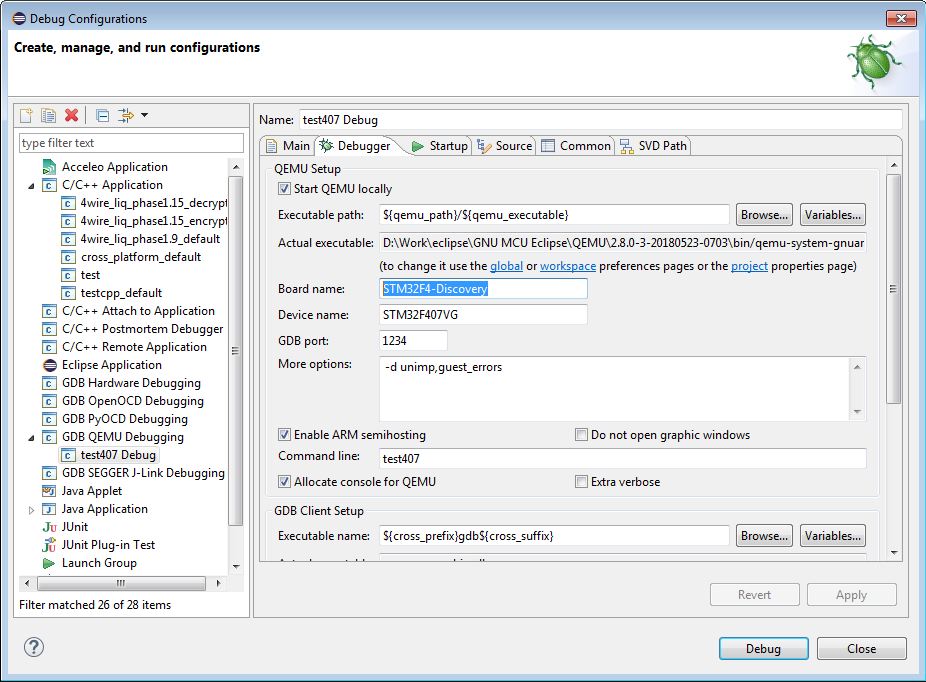 Debug Configurations
Create, manage, and run configurations
type filter text
Acceleo Application
C/C++ Application
4wire_liq_phase1.15_decrypt
4wire_liq_phase1.15_encrypt
4wire_liq_phase1.9_default
cross_platform_default
test
testcpp_default
C/C++ Attach to Application
C/C++ Postmortem Debugger
C/C++ Remote Application
Eclipse Application
GDB Hardware Debugging
GDB OpenOCD Debugging
GDB PyOCD Debugging
GDB QEMU Debugging
test407 Debug
GDB SEGGER J-Link Debugging
Java Applet
Java Application
JUnit
JUnit Plug-in Test
Launch Group
Filter matched 26 of 28 items
Name: test407 Debug
Main Debugger Startup Source Common SVD Path
QEMU Setup
Start QEMU locally
Executable path: ${qemu_path}/${qemu_executable} Browse... Variables...
Actual executable: D:\Work\eclipse\GNU MCU Eclipse\QEMU\2.8.0-3-20180523-0703\bin/qemu-system-gnuar
(to change it use the global or workspace preferences pages or the project properties page)
Board name: STM32F4-Discovery
Device name: STM32F407VG
GDB port: 1234
More options: -d unimp,guest_errors
Enable ARM semihosting Do not open graphic windows
Command line: test407
Allocate console for QEMU Extra verbose
GDB Client Setup
Executable name: ${cross_prefix}gdb${cross_suffix} Browse... Variables...
Revert Apply
Debug Close